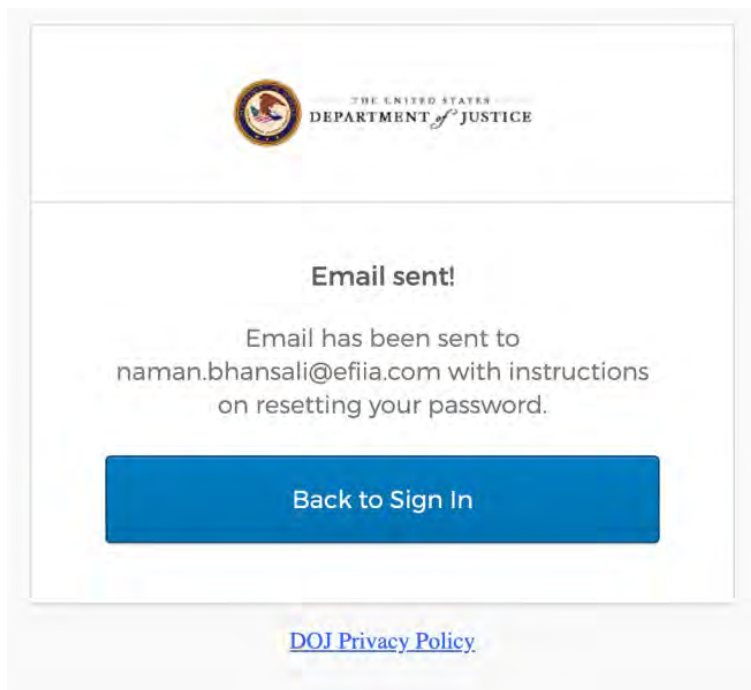 THE UNITED STATES
DEPARTMENT of JUSTICE
Email sent!
Email has been sent to
naman.bhansali@efiia.com with instructions
on resetting your password.
Back to Sign In
DOJ Privacy Policy